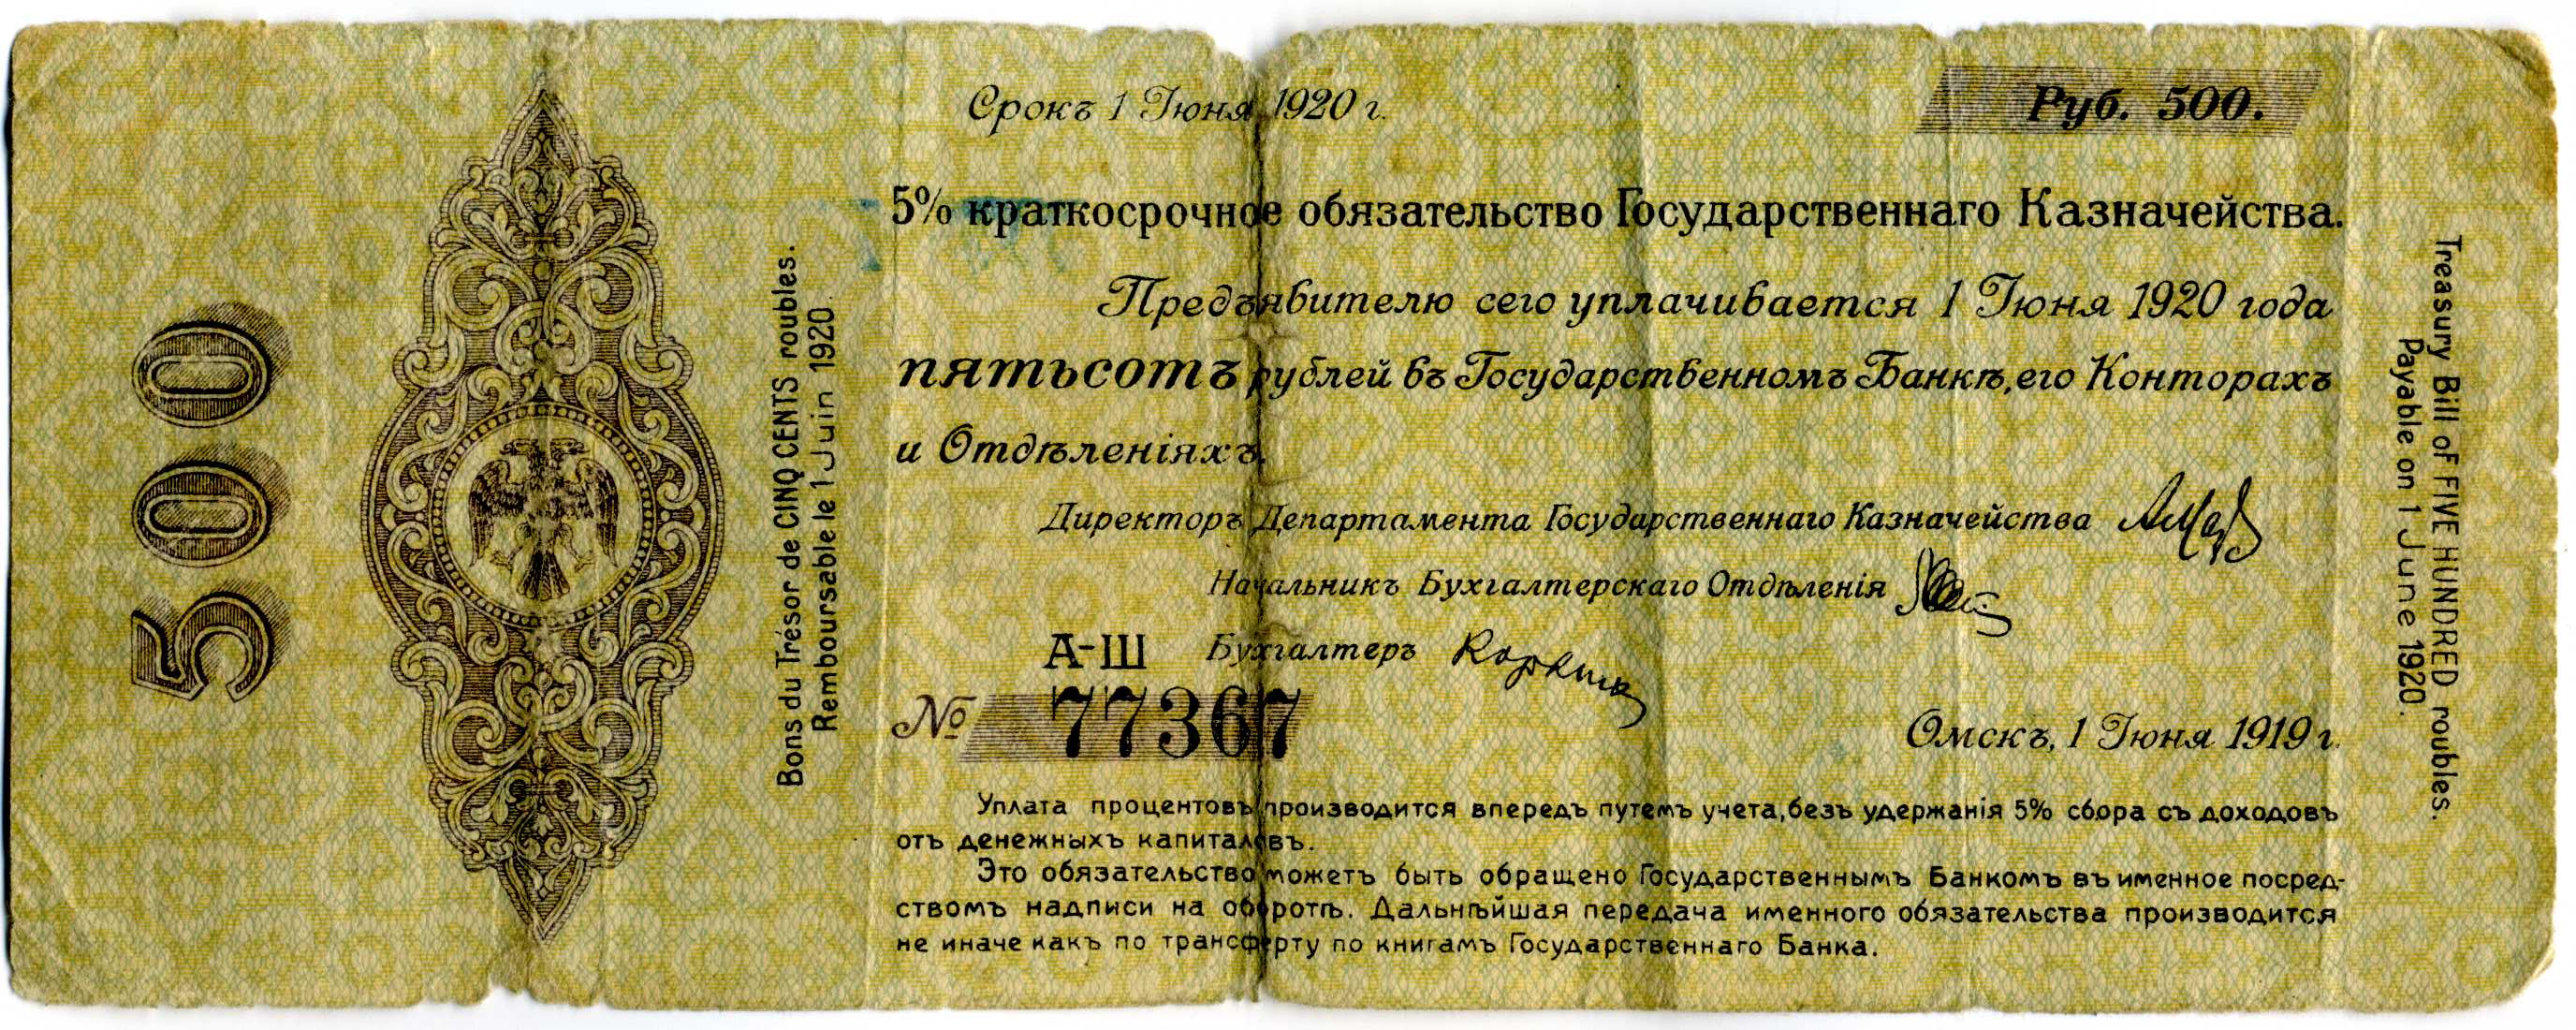 500
Bons du Trésor de CINQ CENTS roubles.
Remboursable le 1 Juin 1920.
Срокъ 1 Іюня 1920 г.
Руб. 500.
5% краткосрочное обязательство Государственнаго Казначейства.
Предъявителю сего уплачивается 1 Іюня 1920 года
пятьсотъ рублей въ Государственномъ Банкѣ, его Конторахъ
и Отдѣленіяхъ.
Директоръ Департамента Государственнаго Казначейства
Начальникъ Бухгалтерскаго Отдѣленія
А-Ш Бухгалтеръ
№ 77367
Омскъ, 1 Іюня 1919 г.
Уплата процентовъ производится впередъ путемъ учета, безъ удержанія 5% сбора съ доходовъ
отъ денежныхъ капиталовъ.
Это обязательство можетъ быть обращено Государственнымъ Банкомъ въ именное посред-
ствомъ надписи на оборотѣ. Дальнѣйшая передача именного обязательства производится
не иначе какъ по трансферту по книгамъ Государственнаго Банка.
Treasury Bill of FIVE HUNDRED roubles.
Payable on 1 June 1920.